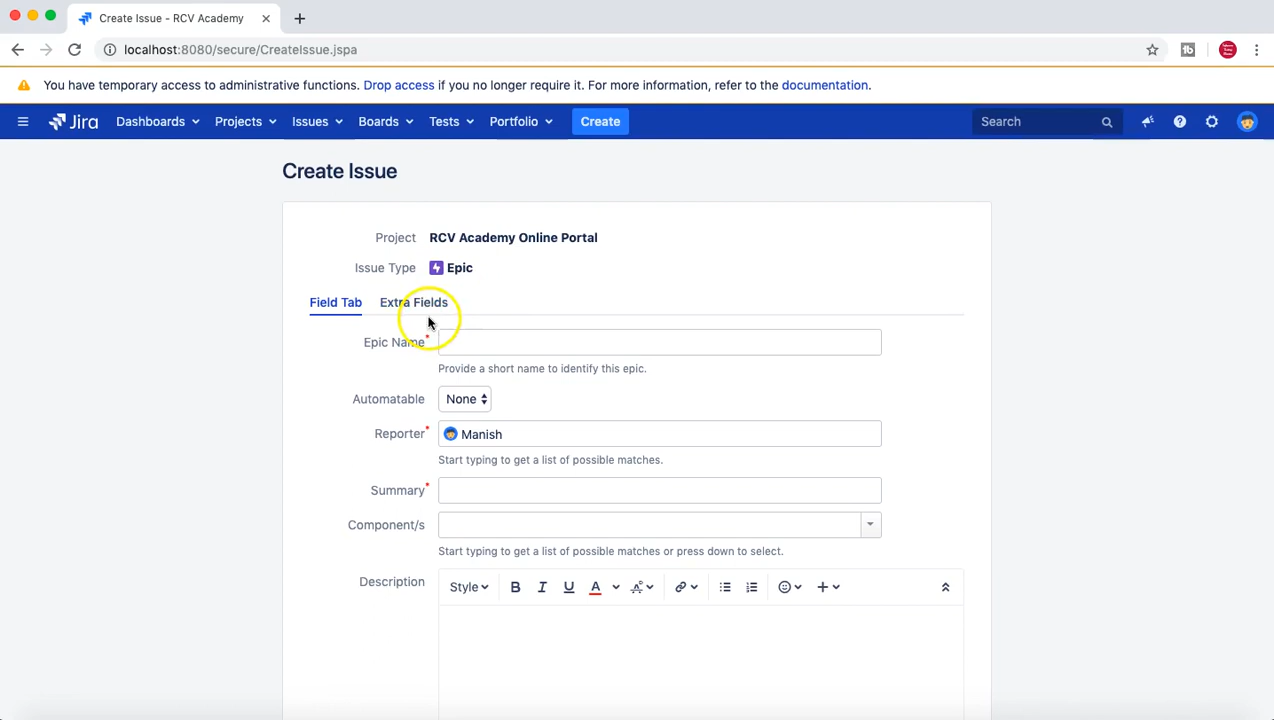 Create Issue - RCV Academy
localhost:8080/secure/CreateIssue.jspa
You have temporary access to administrative functions. Drop access if you no longer require it. For more information, refer to the documentation.
Jira Dashboards Projects Issues Boards Tests Portfolio Create Search
Create Issue
Project RCV Academy Online Portal
Issue Type Epic
Field Tab Extra Fields
Epic Name*
Provide a short name to identify this epic.
Automatable None
Reporter* Manish
Start typing to get a list of possible matches.
Summary*
Component/s
Start typing to get a list of possible matches or press down to select.
Description Style B I U A